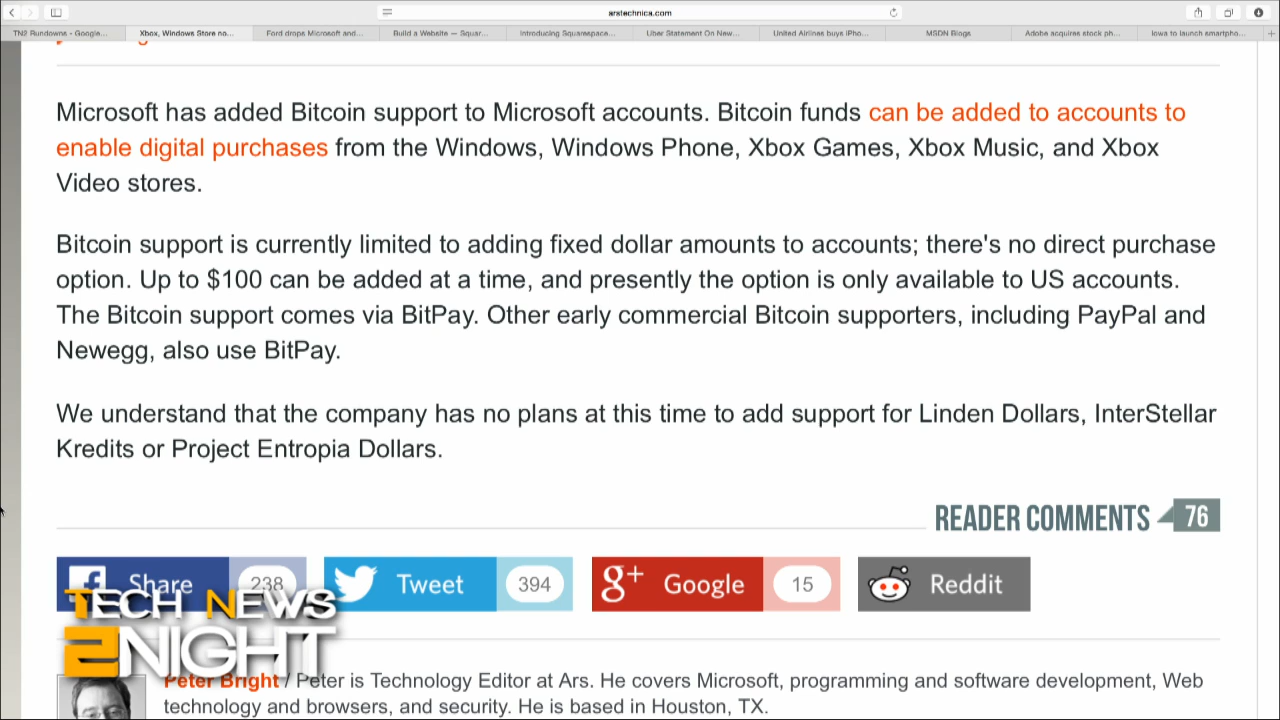 arstechnica.com
TN2 Rundowns - Google... Xbox, Windows Store no... Ford drops Microsoft and... Build a Website — Squar... Introducing Squarespace... Uber Statement On New... United Airlines buys iPho... MSDN Blogs Adobe acquires stock ph... Iowa to launch smartpho...
Microsoft has added Bitcoin support to Microsoft accounts. Bitcoin funds can be added to accounts to
enable digital purchases from the Windows, Windows Phone, Xbox Games, Xbox Music, and Xbox
Video stores.
Bitcoin support is currently limited to adding fixed dollar amounts to accounts; there's no direct purchase
option. Up to $100 can be added at a time, and presently the option is only available to US accounts.
The Bitcoin support comes via BitPay. Other early commercial Bitcoin supporters, including PayPal and
Newegg, also use BitPay.
We understand that the company has no plans at this time to add support for Linden Dollars, InterStellar
Kredits or Project Entropia Dollars.
READER COMMENTS 76
Share 238 Tweet 394 g+ Google 15 Reddit
TECH NEWS
2NIGHT
Peter Bright / Peter is Technology Editor at Ars. He covers Microsoft, programming and software development, Web
technology and browsers, and security. He is based in Houston, TX.